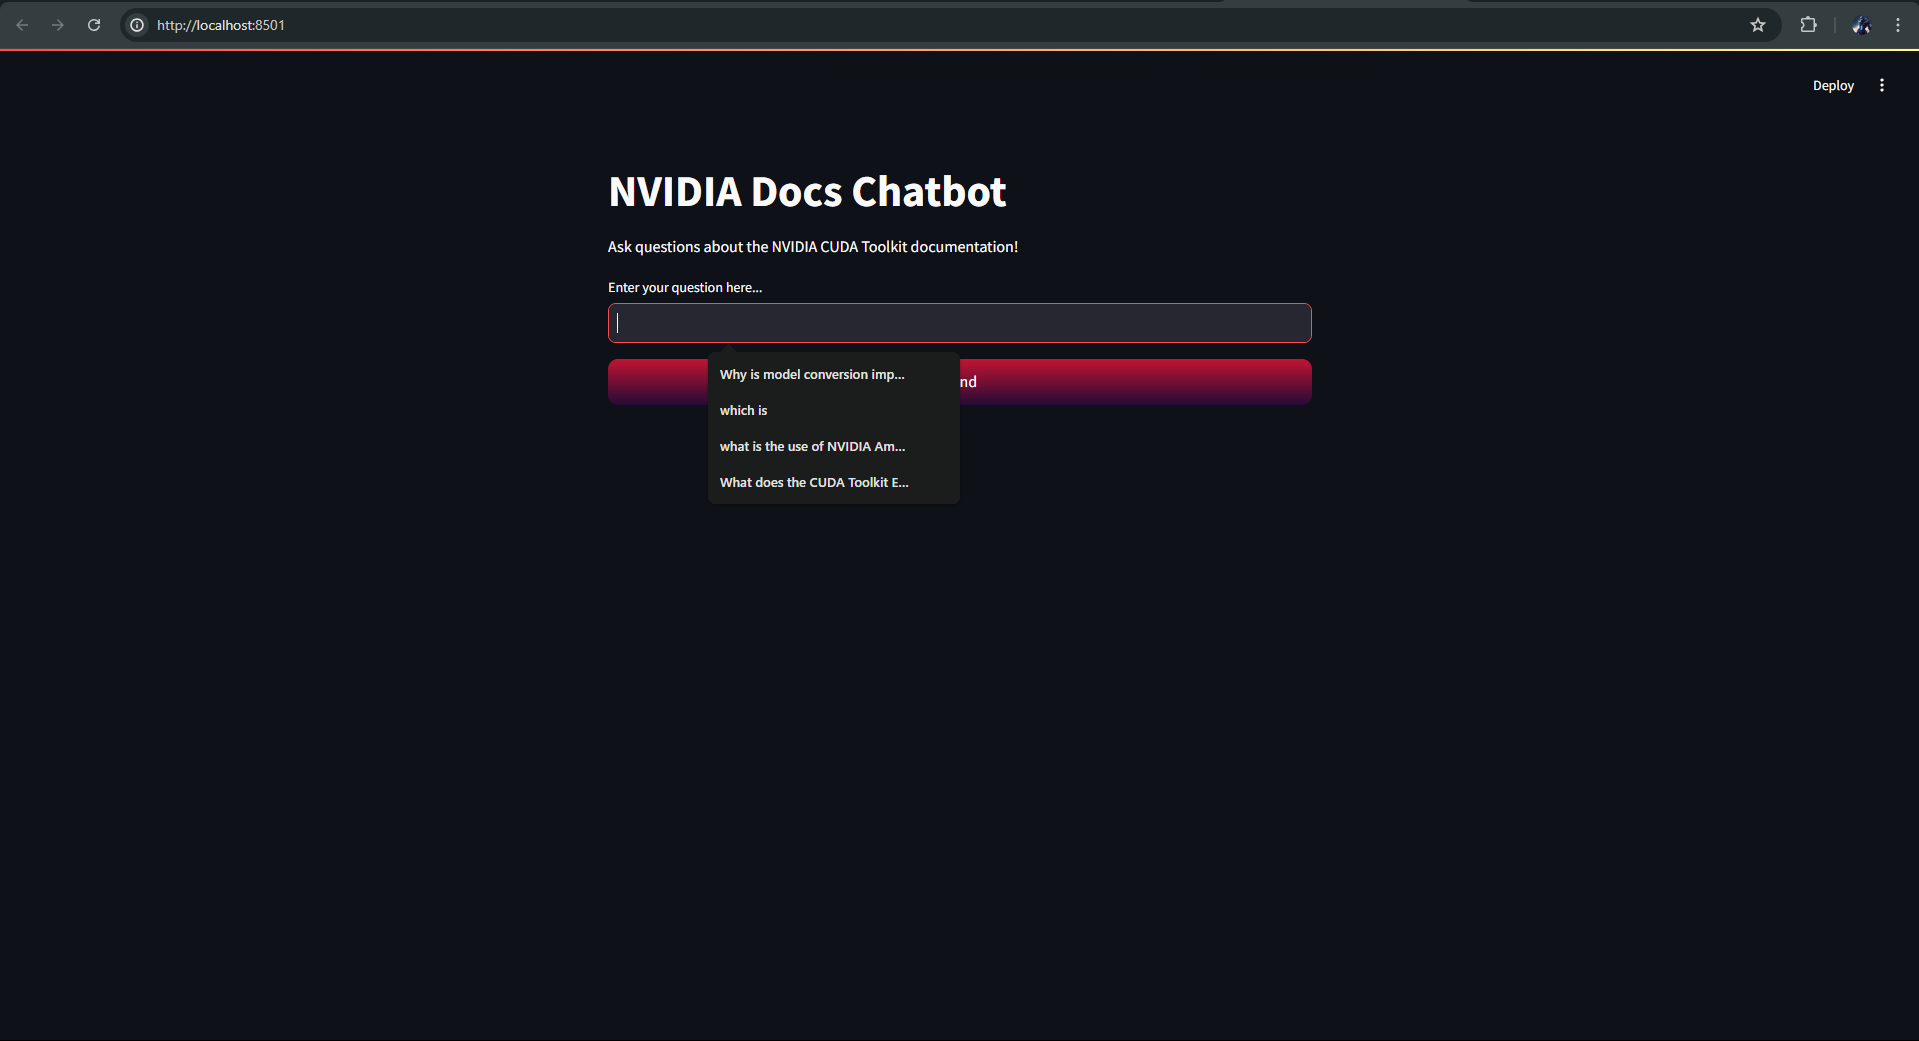 http://localhost:8501
Deploy
NVIDIA Docs Chatbot
Ask questions about the NVIDIA CUDA Toolkit documentation!
Enter your question here...
nd
Why is model conversion imp...
which is
what is the use of NVIDIA Am...
What does the CUDA Toolkit E...